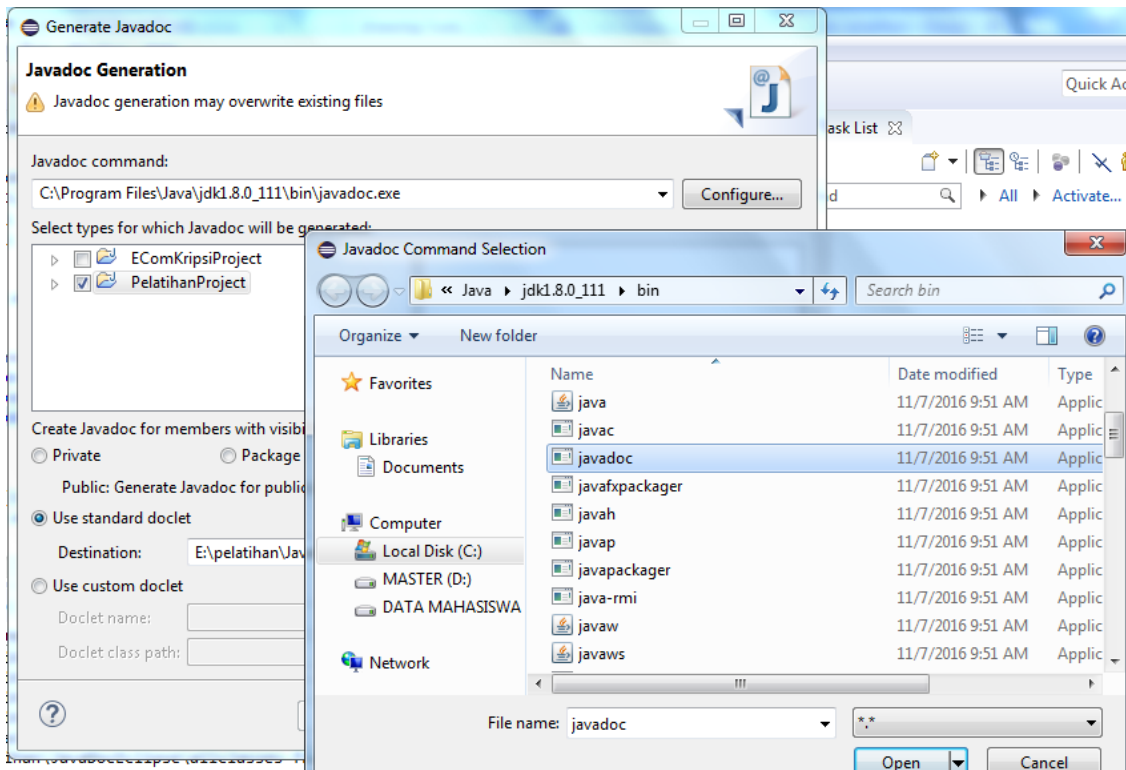 Generate Javadoc
Javadoc Generation
Javadoc generation may overwrite existing files
Quick Ac
ask List
All Activate...
Javadoc command:
C:\Program Files\Java\jdk1.8.0_111\bin\javadoc.exe
Configure...
Select types for which Javadoc will be generated:
EComKripsiProject
PelatihanProject
Create Javadoc for members with visibi
Private Package
Public: Generate Javadoc for public
Use standard doclet
Destination: E:\pelatihan\Jav
Use custom doclet
Doclet name:
Doclet class path:
Javadoc Command Selection
« Java jdk1.8.0_111 bin
Search bin
Organize New folder
Favorites
Libraries
Documents
Computer
Local Disk (C:)
MASTER (D:)
DATA MAHASISWA
Network
Name Date modified Type
java 11/7/2016 9:51 AM Applic
javac 11/7/2016 9:51 AM Applic
javadoc 11/7/2016 9:51 AM Applic
javafxpackager 11/7/2016 9:51 AM Applic
javah 11/7/2016 9:51 AM Applic
javap 11/7/2016 9:51 AM Applic
javapackager 11/7/2016 9:51 AM Applic
java-rmi 11/7/2016 9:51 AM Applic
javaw 11/7/2016 9:51 AM Applic
javaws 11/7/2016 9:51 AM Applic
File name: javadoc *.*
Open Cancel